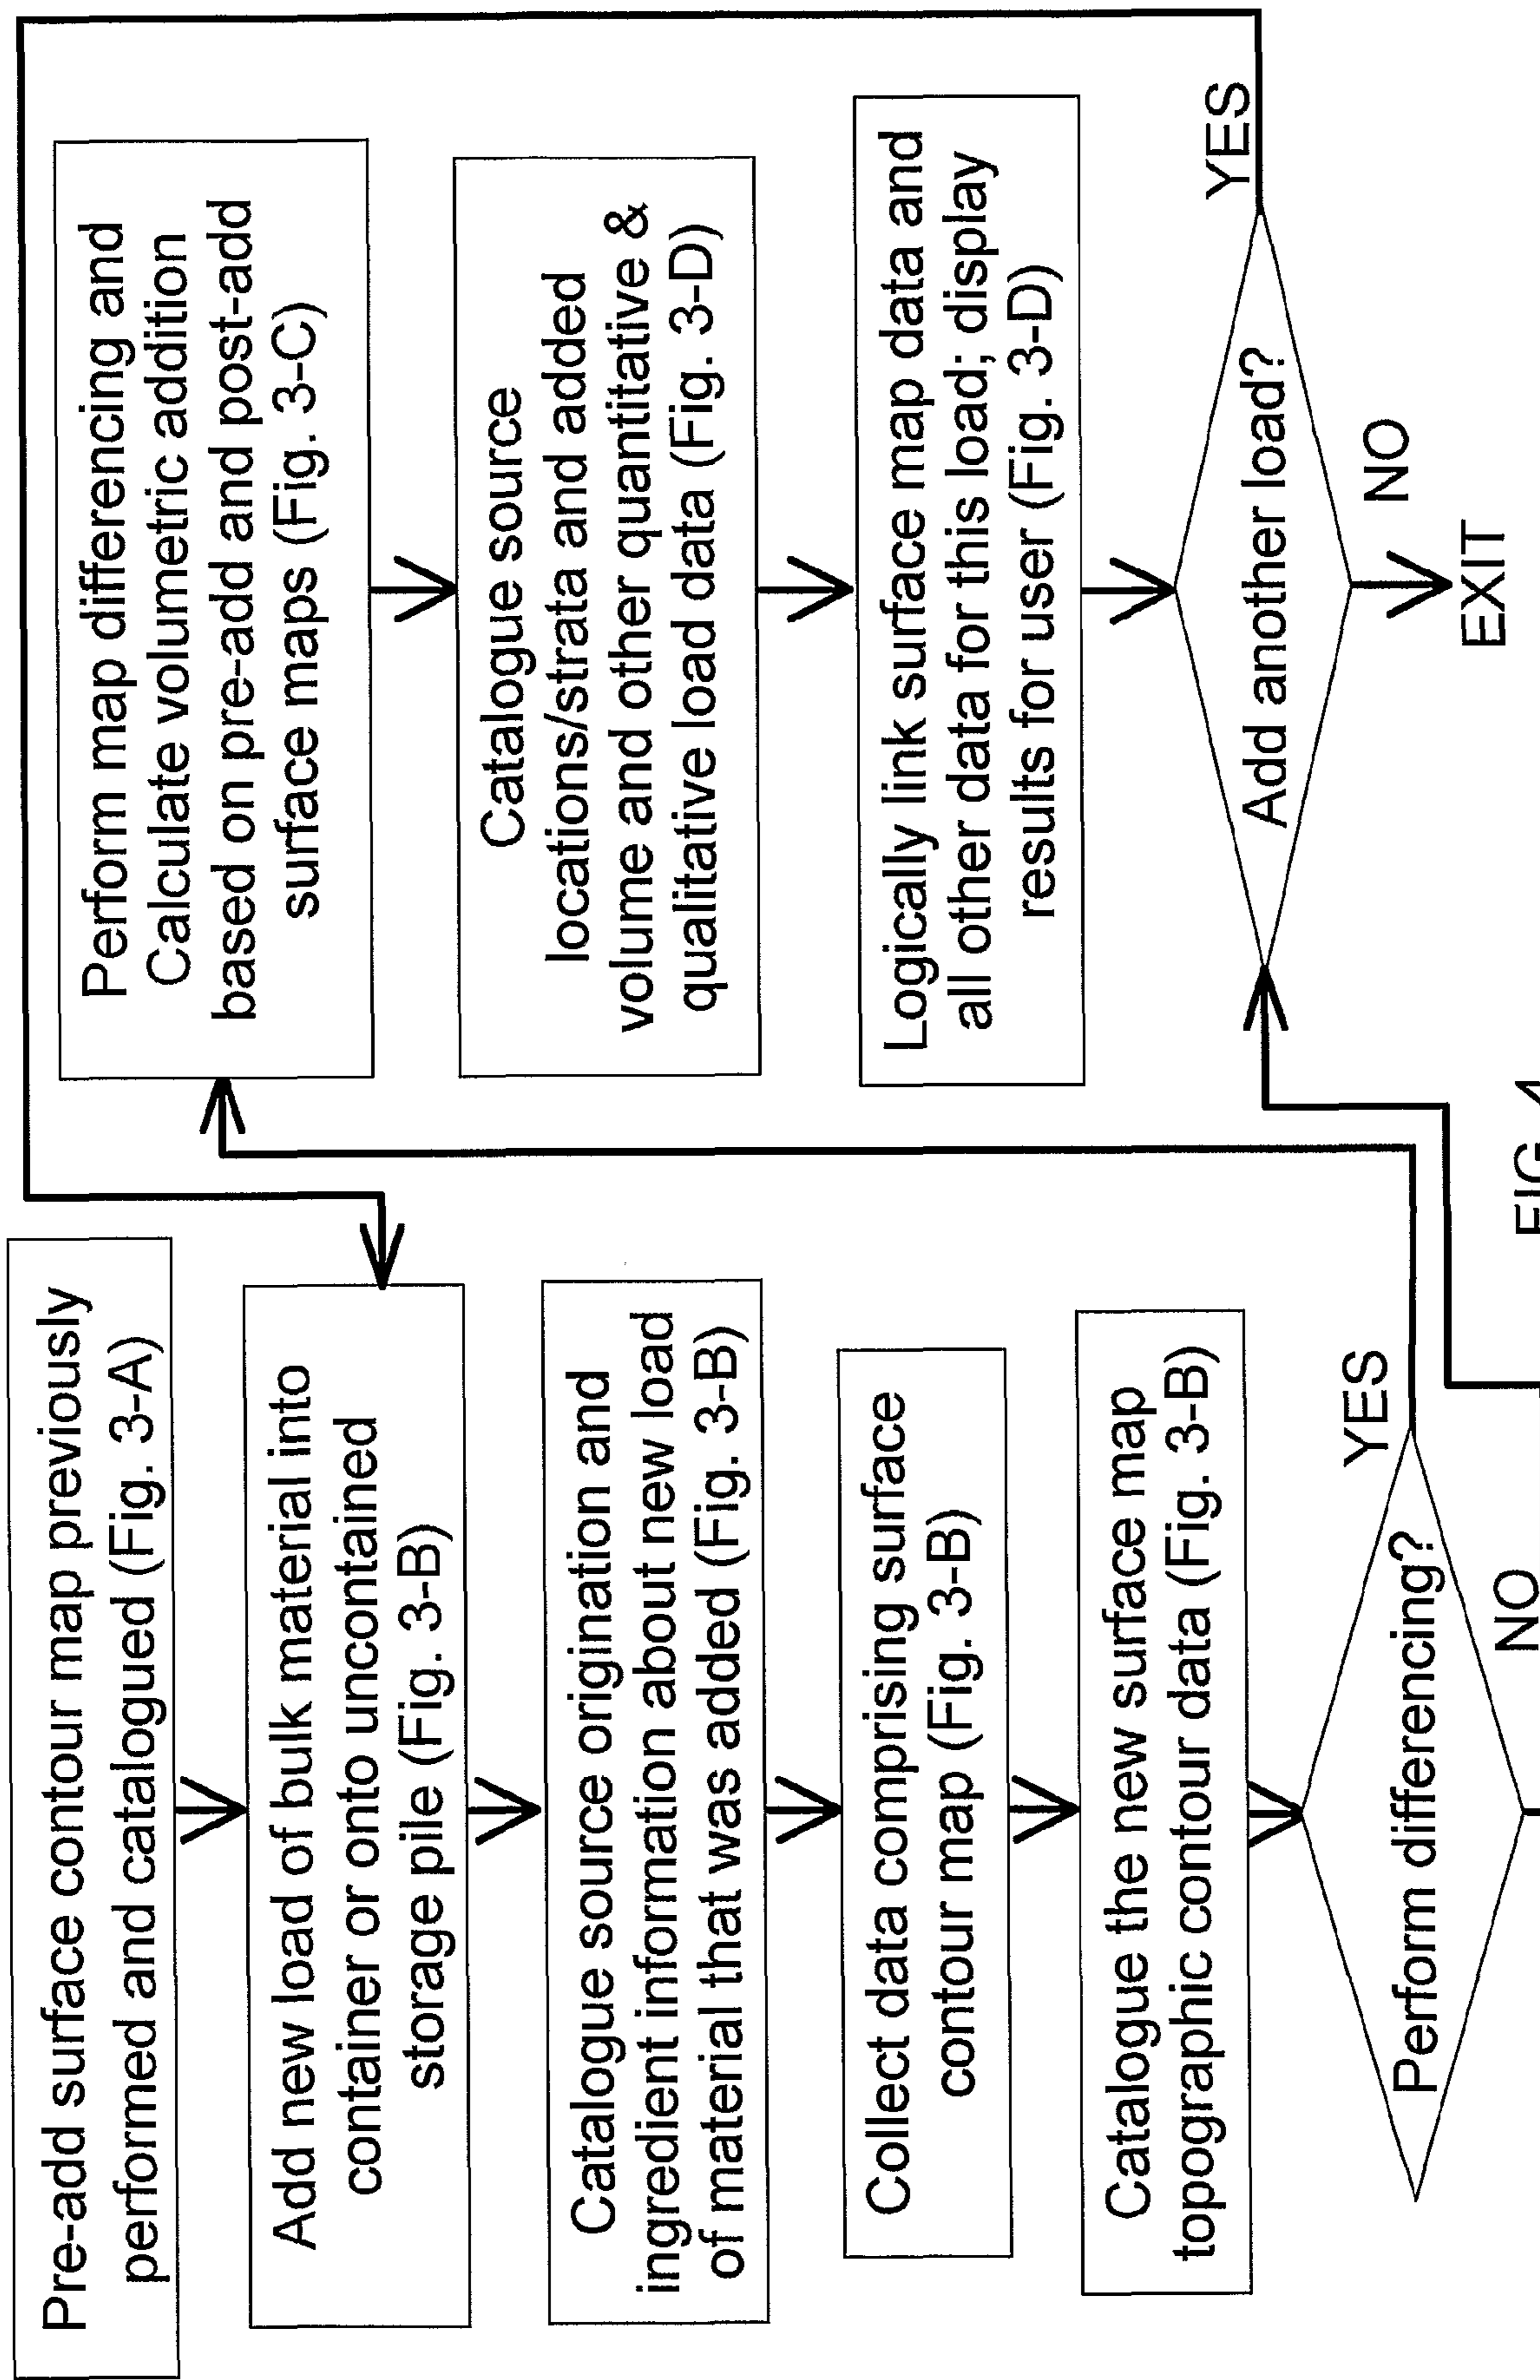 Pre-add surface contour map previously
performed and catalogued (Fig. 3-A)
Add new load of bulk material into
container or onto uncontained
storage pile (Fig. 3-B)
Catalogue source origination and
ingredient information about new load
of material that was added (Fig. 3-B)
Collect data comprising surface
contour map (Fig. 3-B)
Catalogue the new surface map
topographic contour data (Fig. 3-B)
Perform differencing?
YES
NO
Perform map differencing and
Calculate volumetric addition
based on pre-add and post-add
surface maps (Fig. 3-C)
Catalogue source
locations/strata and added
volume and other quantitative &
qualitative load data (Fig. 3-D)
Logically link surface map data and
all other data for this load; display
results for user (Fig. 3-D)
Add another load?
YES
NO
EXIT